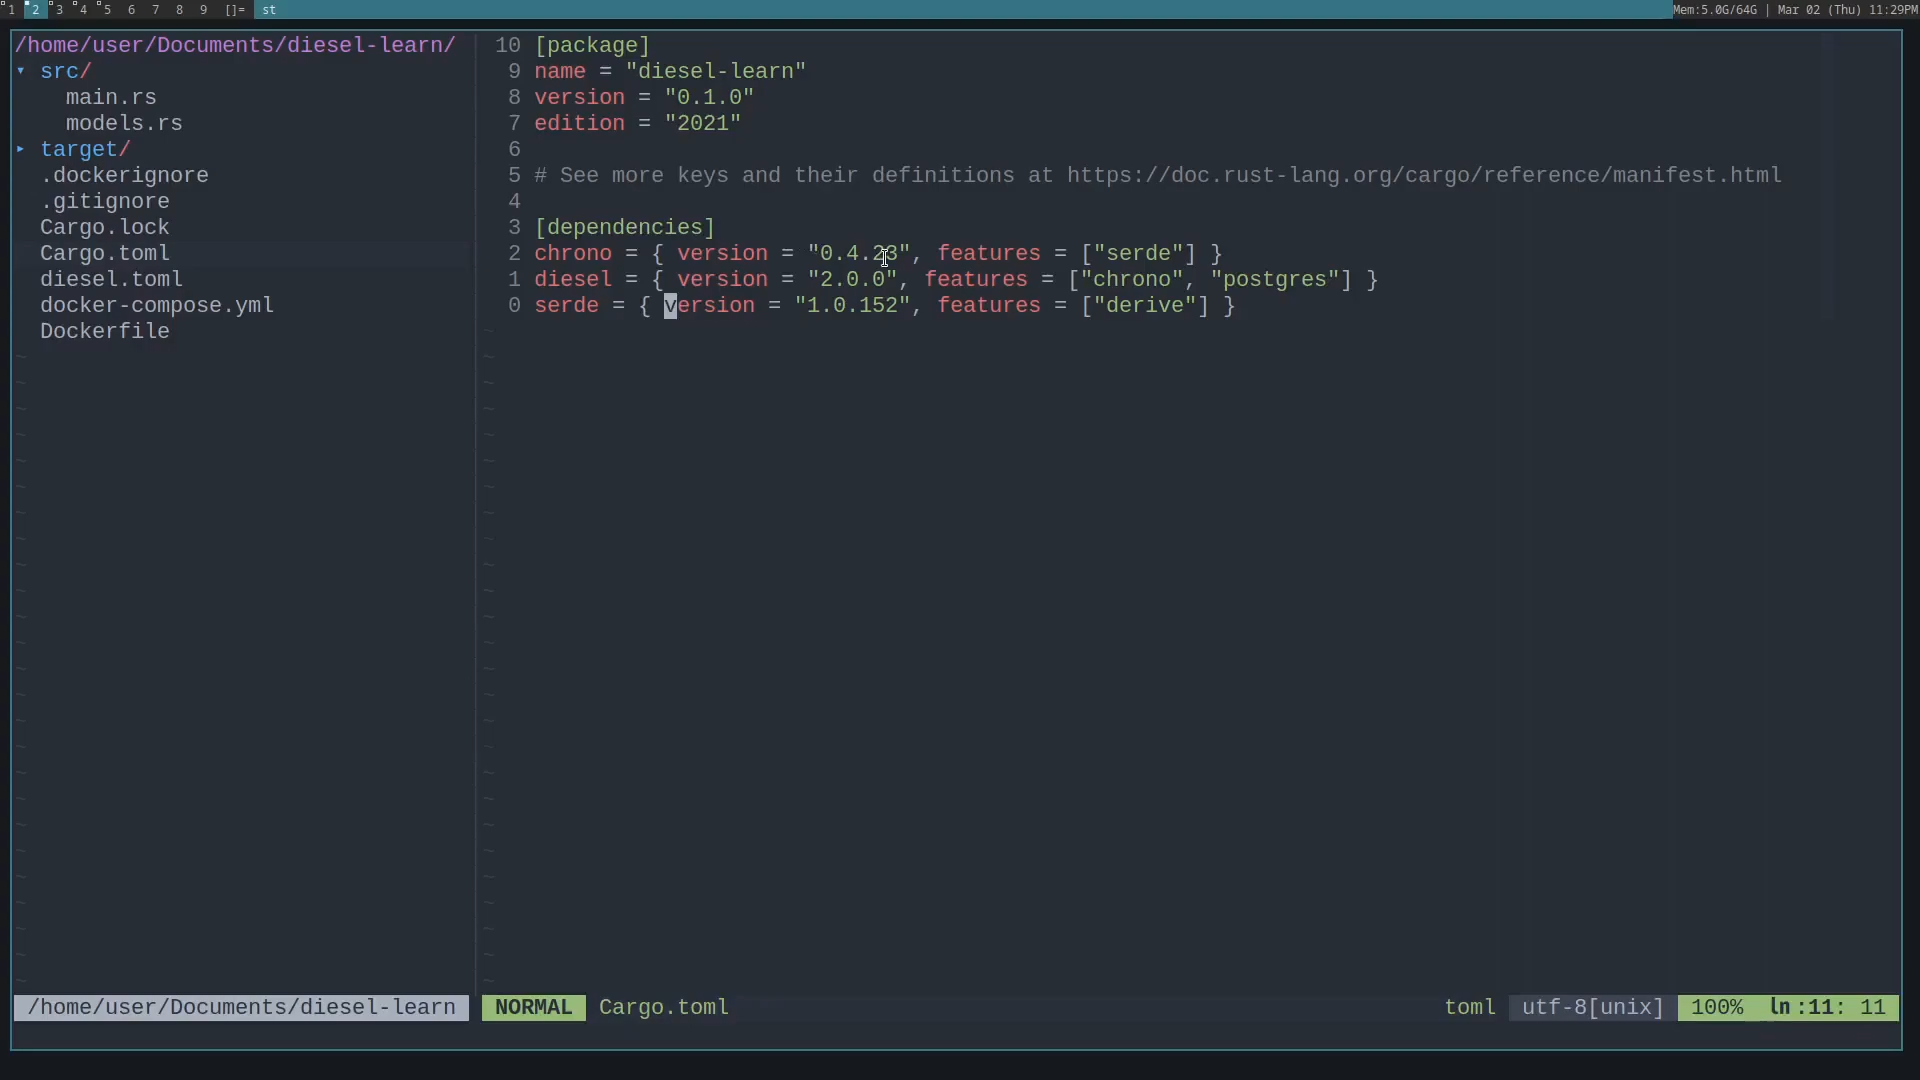 1 2 3 4 5 6 7 8 9 []= st Mem:5.0G/64G | Mar 02 (Thu) 11:29PM
/home/user/Documents/diesel-learn/
▾ src/
main.rs
models.rs
▸ target/
.dockerignore
.gitignore
Cargo.lock
Cargo.toml
diesel.toml
docker-compose.yml
Dockerfile
10 [package]
9 name = "diesel-learn"
8 version = "0.1.0"
7 edition = "2021"
6
5 # See more keys and their definitions at https://doc.rust-lang.org/cargo/reference/manifest.html
4
3 [dependencies]
2 chrono = { version = "0.4.23", features = ["serde"] }
1 diesel = { version = "2.0.0", features = ["chrono", "postgres"] }
0 serde = { version = "1.0.152", features = ["derive"] }
/home/user/Documents/diesel-learn NORMAL Cargo.toml toml utf-8[unix] 100% ln :11: 11